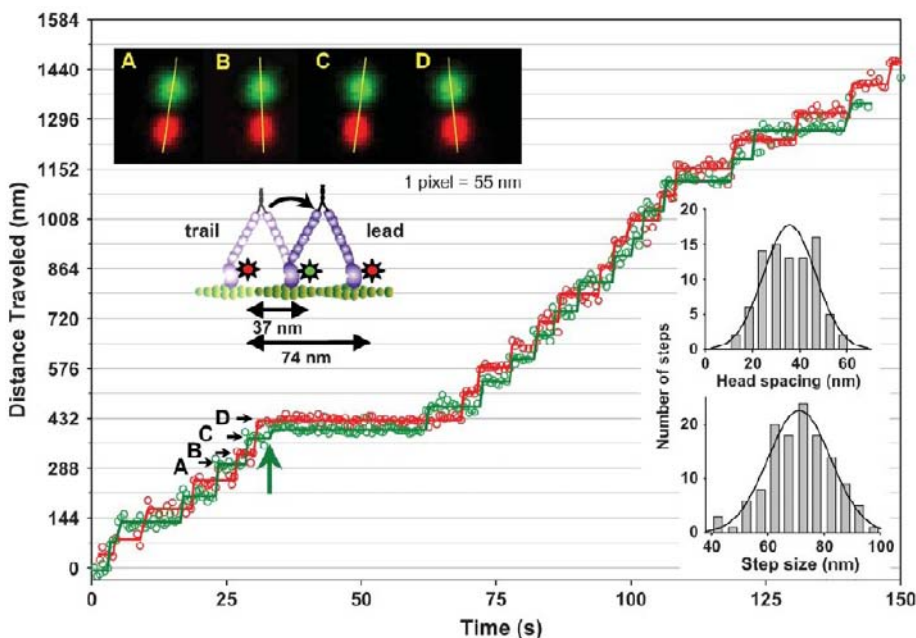 1584
1440
1296
1152
1008
864
720
576
432
288
144
0
Distance Traveled (nm)
A B C D
1 pixel = 55 nm
trail lead
37 nm
74 nm
D
C
B
A
0 25 50 75 100 125 150
Time (s)
Number of steps
20
15
10
5
0
0 20 40 60
Head spacing (nm)
20
10
0
40 60 80 100
Step size (nm)